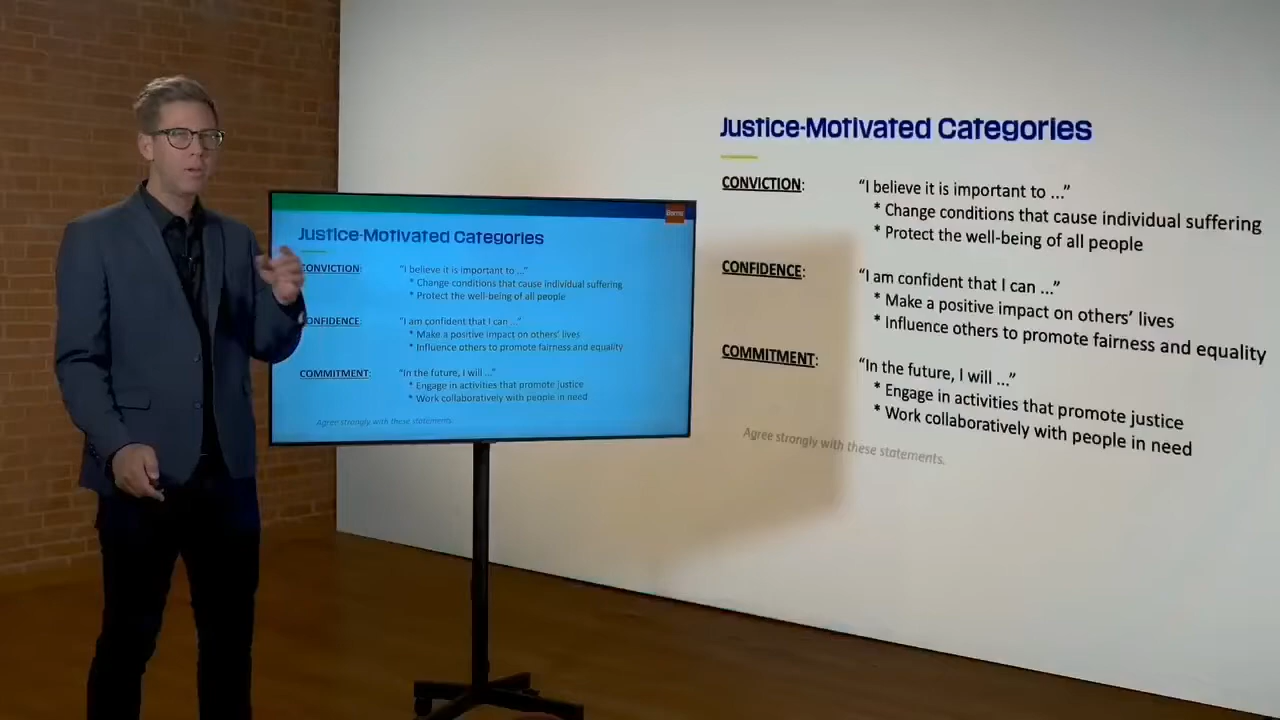 Justice-Motivated Categories
CONVICTION: “I believe it is important to ...”
* Change conditions that cause individual suffering
* Protect the well-being of all people
CONFIDENCE: “I am confident that I can ...”
* Make a positive impact on others’ lives
* Influence others to promote fairness and equality
COMMITMENT: “In the future, I will ...”
* Engage in activities that promote justice
* Work collaboratively with people in need
Agree strongly with these statements.
Barna
Justice-Motivated Categories
CONVICTION: “I believe it is important to ...”
* Change conditions that cause individual suffering
* Protect the well-being of all people
CONFIDENCE: “I am confident that I can ...”
* Make a positive impact on others’ lives
* Influence others to promote fairness and equality
COMMITMENT: “In the future, I will ...”
* Engage in activities that promote justice
* Work collaboratively with people in need
Agree strongly with these statements.